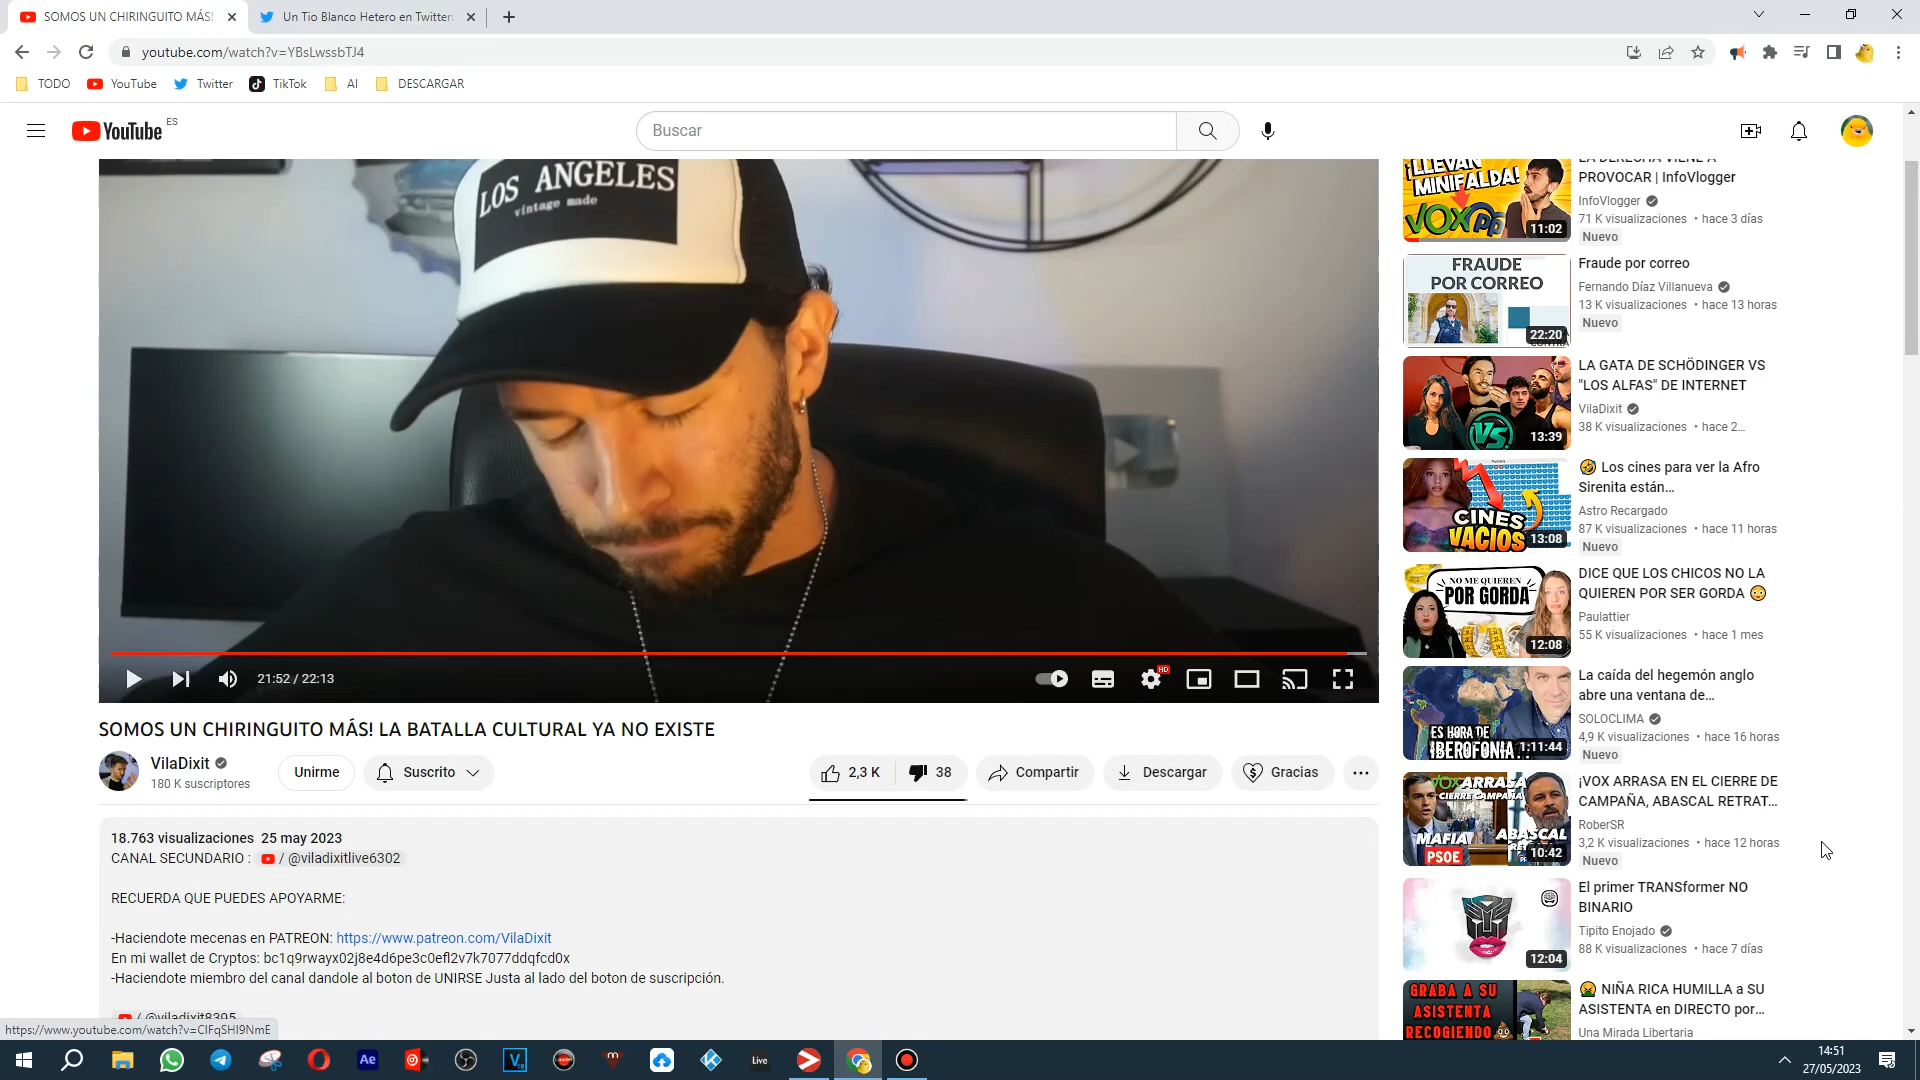 SOMOS UN CHIRINGUITO MÁS!
Un Tio Blanco Hetero en Twitter:
youtube.com/watch?v=YBsLwssbTJ4
TODO
YouTube
Twitter
TikTok
AI
DESCARGAR
YouTube ES
Buscar
LOS ANGELES
vintage made
21:52 / 22:13
HD
SOMOS UN CHIRINGUITO MÁS! LA BATALLA CULTURAL YA NO EXISTE
VilaDixit
180 K suscriptores
Unirme
Suscrito
2,3 K
38
Compartir
Descargar
Gracias
18.763 visualizaciones 25 may 2023
CANAL SECUNDARIO : / @viladixitlive6302
RECUERDA QUE PUEDES APOYARME:
-Haciendote mecenas en PATREON: https://www.patreon.com/VilaDixit
En mi wallet de Cryptos: bc1q9rwayx02j8e4d6pe3c0efl2v7k7077ddqfcd0x
-Haciendote miembro del canal dandole al boton de UNIRSE Justa al lado del boton de suscripción.
/ @viladixit8395
https://www.youtube.com/watch?v=CIFqSHI9NmE
¡LLEVAN
MINIFALDA!
VOX pp
11:02
LA DERECHA VIENE A
PROVOCAR | InfoVlogger
InfoVlogger
71 K visualizaciones • hace 3 días
Nuevo
FRAUDE
POR CORREO
22:20
Fraude por correo
Fernando Díaz Villanueva
13 K visualizaciones • hace 13 horas
Nuevo
VS
13:39
LA GATA DE SCHÖDINGER VS
"LOS ALFAS" DE INTERNET
VilaDixit
38 K visualizaciones • hace 2...
CINES
VACIOS
13:08
Los cines para ver la Afro
Sirenita están...
Astro Recargado
87 K visualizaciones • hace 11 horas
Nuevo
NO ME QUIEREN
POR GORDA
12:08
DICE QUE LOS CHICOS NO LA
QUIEREN POR SER GORDA
Paulattier
55 K visualizaciones • hace 1 mes
ES HORA DE
IBEROFONIA
1:11:44
La caída del hegemón anglo
abre una ventana de...
SOLOCLIMA
4,9 K visualizaciones • hace 16 horas
Nuevo
VOX ARRASA
CIERRE CAMPAÑA
MAFIA
PSOE
ABASCAL
10:42
¡VOX ARRASA EN EL CIERRE DE
CAMPAÑA, ABASCAL RETRAT...
RoberSR
3,2 K visualizaciones • hace 12 horas
Nuevo
12:04
El primer TRANSformer NO
BINARIO
Tipito Enojado
88 K visualizaciones • hace 7 días
GRABA A SU
ASISTENTA
RECOGIENDO
NIÑA RICA HUMILLA a SU
ASISTENTA en DIRECTO por...
Una Mirada Libertaria
Ae
Live
14:51
27/05/2023